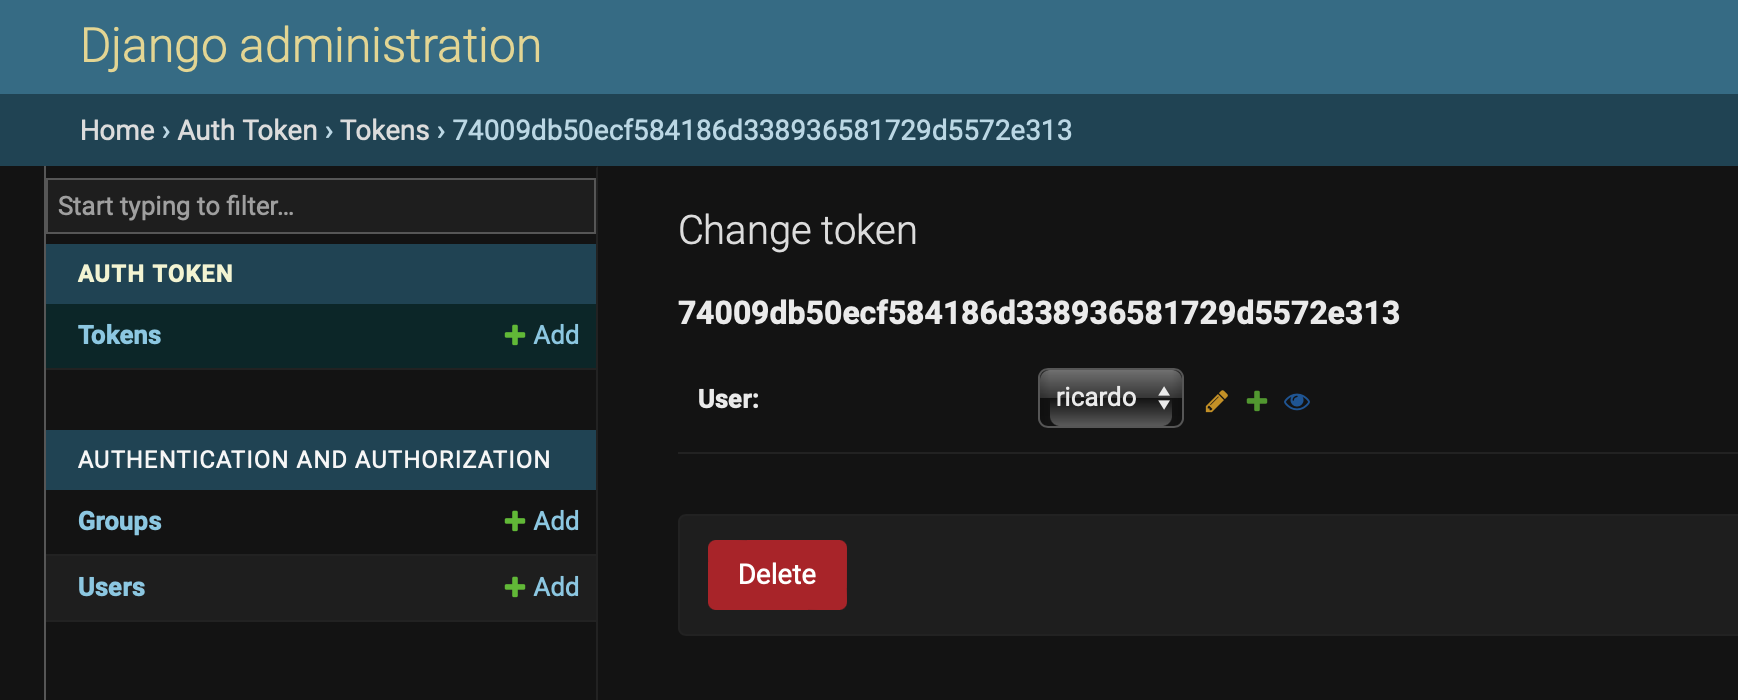 Django administration
Home › Auth Token › Tokens › 74009db50ecf584186d338936581729d5572e313
Start typing to filter...
AUTH TOKEN
Tokens + Add
AUTHENTICATION AND AUTHORIZATION
Groups + Add
Users + Add
Change token
74009db50ecf584186d338936581729d5572e313
User: ricardo
Delete